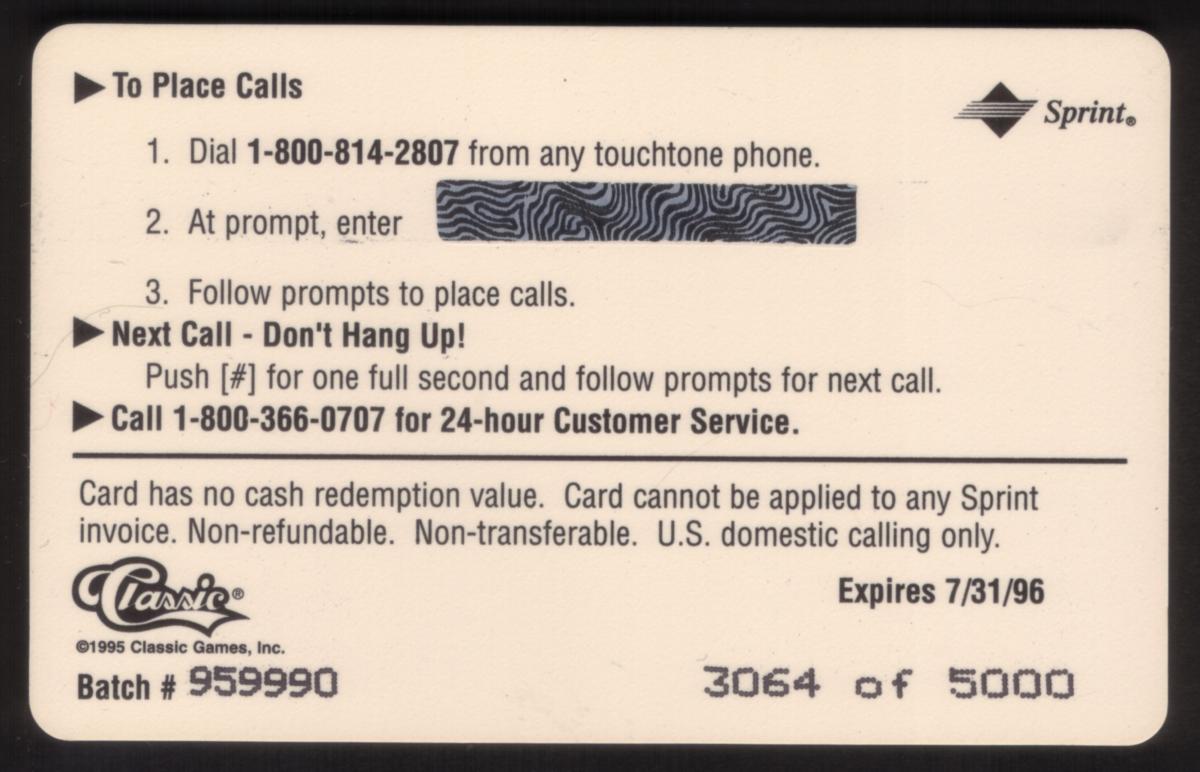 ▶ To Place Calls
Sprint®
1. Dial 1-800-814-2807 from any touchtone phone.
2. At prompt, enter
3. Follow prompts to place calls.
▶ Next Call - Don't Hang Up!
Push [#] for one full second and follow prompts for next call.
▶ Call 1-800-366-0707 for 24-hour Customer Service.
Card has no cash redemption value. Card cannot be applied to any Sprint
invoice. Non-refundable. Non-transferable. U.S. domestic calling only.
Classic®
Expires 7/31/96
©1995 Classic Games, Inc.
Batch # 959990
3064 of 5000